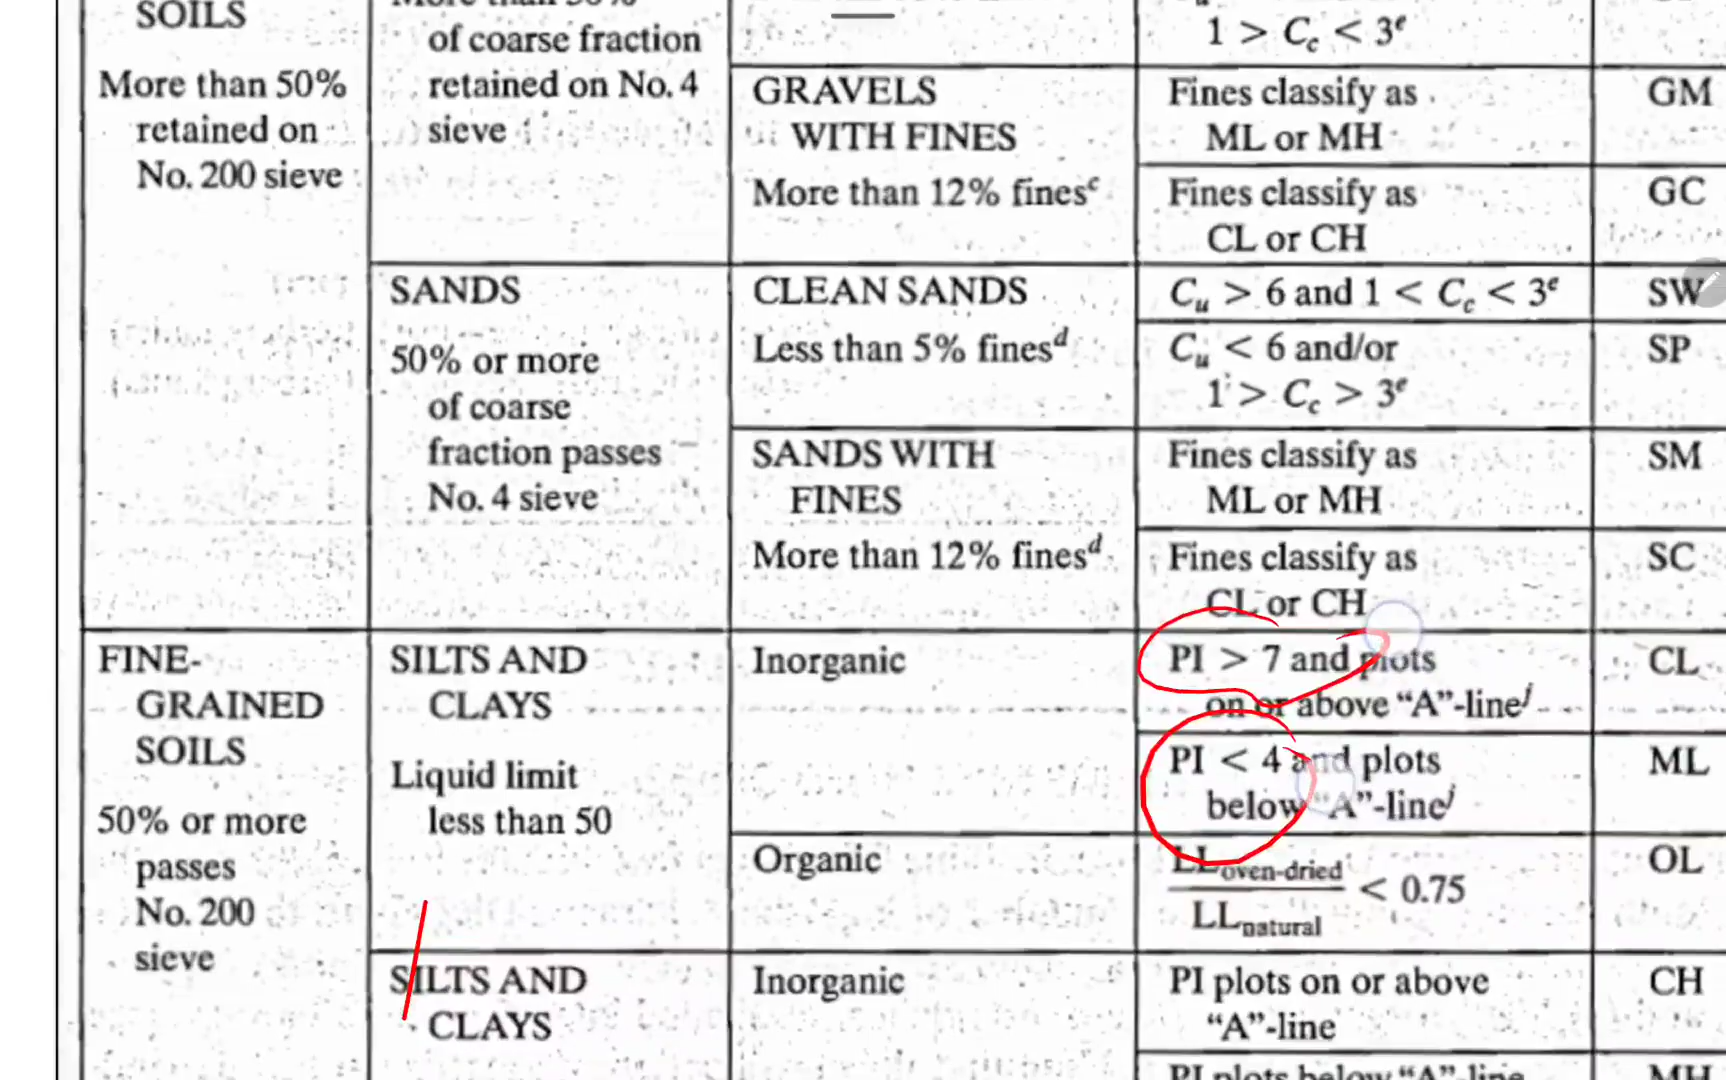 SOILS
More than 50%
retained on
No. 200 sieve
of coarse fraction
retained on No. 4
sieve
1 > Cc < 3e
GRAVELS
WITH FINES
More than 12% finesc
Fines classify as
ML or MH
GM
Fines classify as
CL or CH
GC
SANDS
50% or more
of coarse
fraction passes
No. 4 sieve
CLEAN SANDS
Less than 5% finesd
Cu > 6 and 1 < Cc < 3e
SW
Cu < 6 and/or
1 > Cc > 3e
SP
SANDS WITH
FINES
More than 12% finesd
Fines classify as
ML or MH
SM
Fines classify as
CL or CH
SC
FINE-
GRAINED
SOILS
50% or more
passes
No. 200
sieve
SILTS AND
CLAYS
Liquid limit
less than 50
Inorganic
PI > 7 and plots
on or above “A”-linej
CL
PI < 4 and plots
below “A”-linej
ML
Organic
LLoven-dried
LLnatural
< 0.75
OL
SILTS AND
CLAYS
Inorganic
PI plots on or above
“A”-line
CH
PI plots below “A”-line
MH